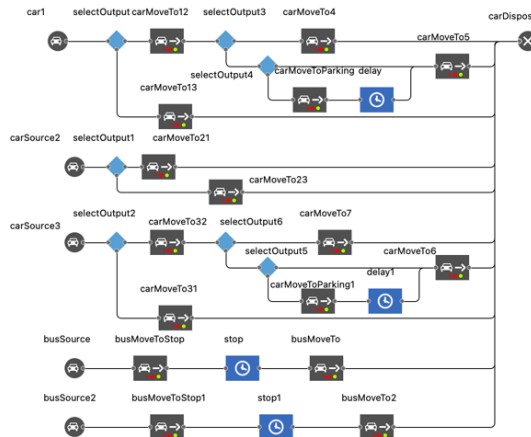 car1 selectOutput carMoveTo12 selectOutput3 carMoveTo4 carDispos
carMoveTo5
selectOutput4 carMoveToParking delay
carMoveTo13
carSource2 selectOutput1 carMoveTo21
carMoveTo23
carSource3 selectOutput2 carMoveTo32 selectOutput6 carMoveTo7
selectOutput5 carMoveTo6
carMoveTo31 carMoveToParking1 delay1
busSource busMoveToStop stop busMoveTo
busSource2 busMoveToStop1 stop1 busMoveTo2